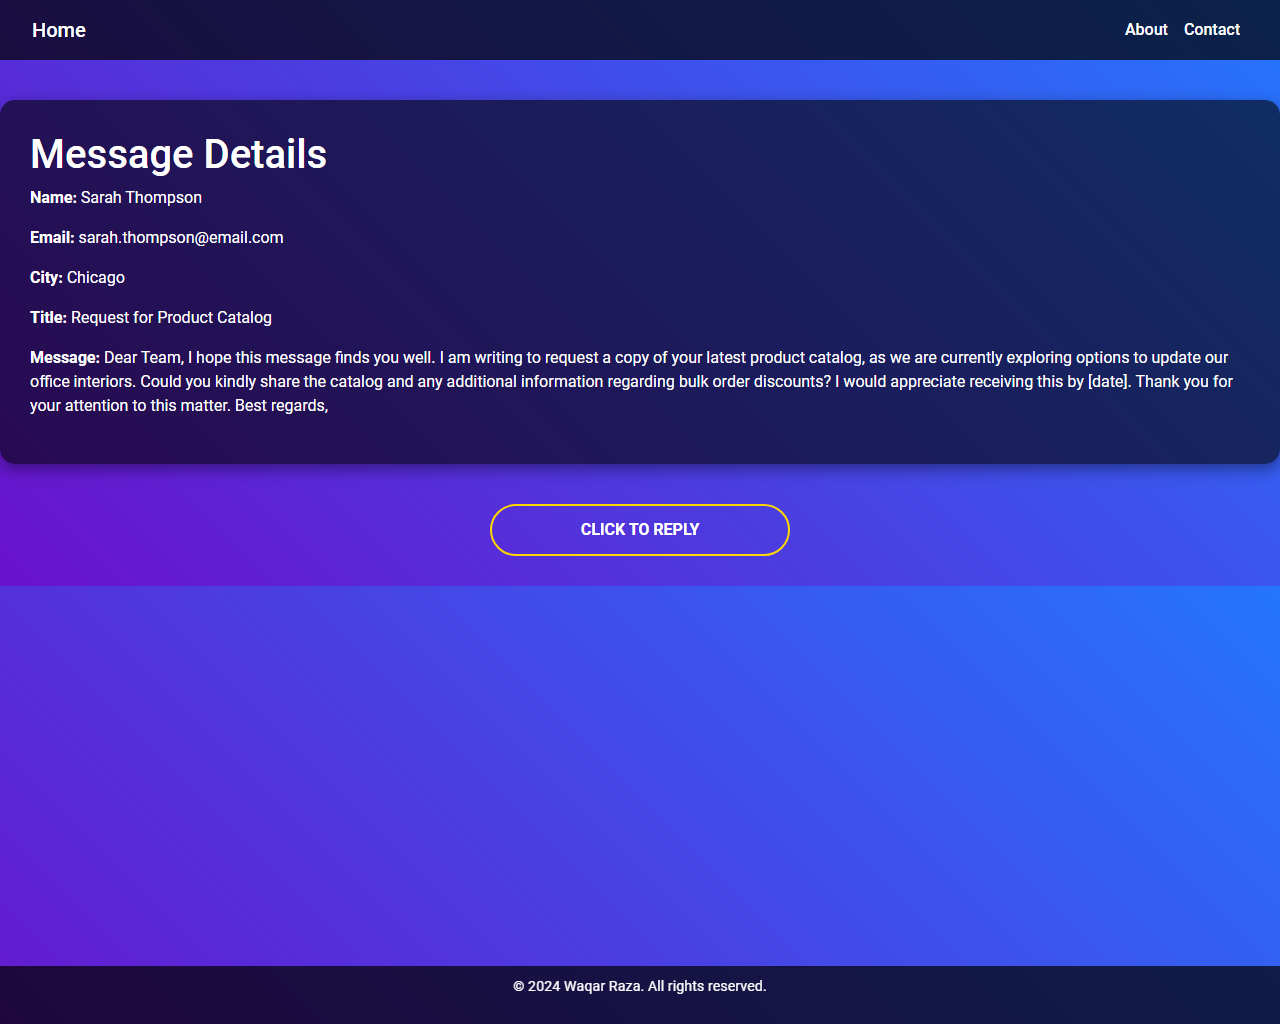 Home
About
Contact
Message Details
Name: Sarah Thompson
Email: sarah.thompson@email.com
City: Chicago
Title: Request for Product Catalog
Message: Dear Team, I hope this message finds you well. I am writing to request a copy of your latest product catalog, as we are currently exploring options to update our
office interiors. Could you kindly share the catalog and any additional information regarding bulk order discounts? I would appreciate receiving this by [date]. Thank you for
your attention to this matter. Best regards,
CLICK TO REPLY
© 2024 Waqar Raza. All rights reserved.